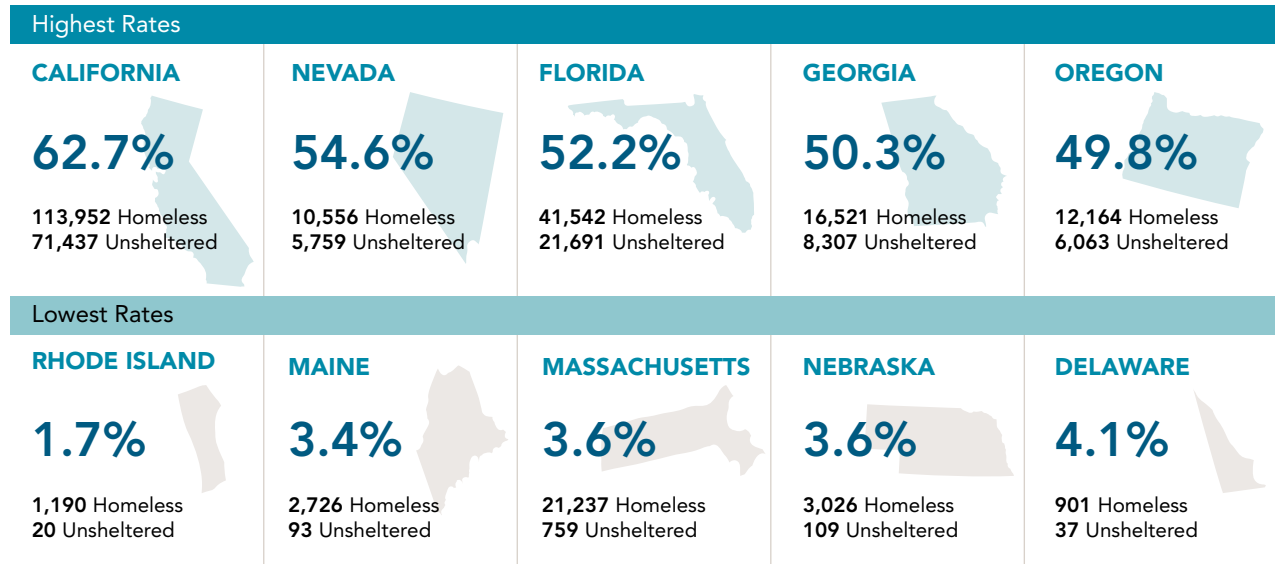 Highest Rates
CALIFORNIA
62.7%
113,952 Homeless
71,437 Unsheltered
NEVADA
54.6%
10,556 Homeless
5,759 Unsheltered
FLORIDA
52.2%
41,542 Homeless
21,691 Unsheltered
GEORGIA
50.3%
16,521 Homeless
8,307 Unsheltered
OREGON
49.8%
12,164 Homeless
6,063 Unsheltered
Lowest Rates
RHODE ISLAND
1.7%
1,190 Homeless
20 Unsheltered
MAINE
3.4%
2,726 Homeless
93 Unsheltered
MASSACHUSETTS
3.6%
21,237 Homeless
759 Unsheltered
NEBRASKA
3.6%
3,026 Homeless
109 Unsheltered
DELAWARE
4.1%
901 Homeless
37 Unsheltered